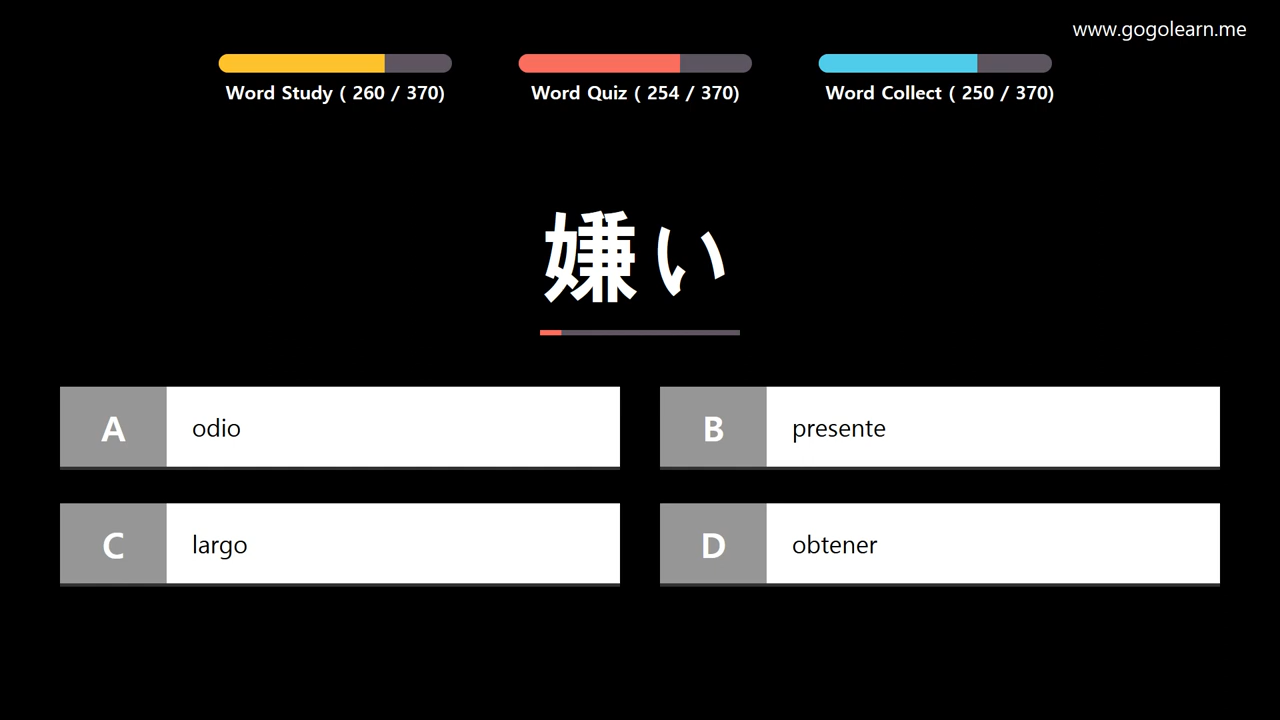 www.gogolearn.me
Word Study ( 260 / 370)
Word Quiz ( 254 / 370)
Word Collect ( 250 / 370)
嫌い
A odio
B presente
C largo
D obtener